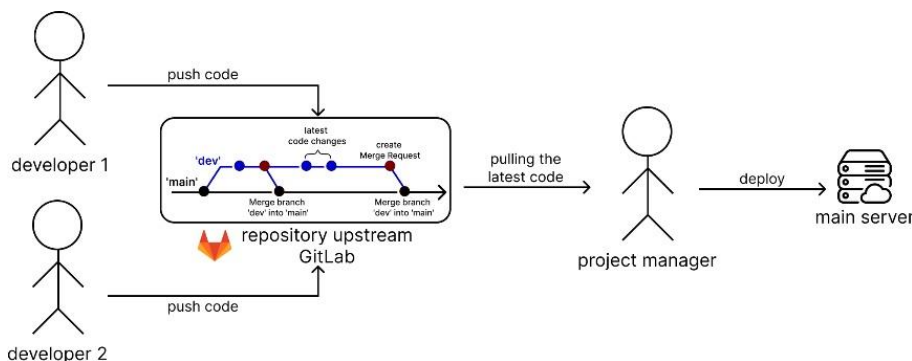 push code
developer 1
latest
code changes
create
Merge Request
'dev'
'main'
Merge branch
'dev' into 'main'
Merge branch
'dev' into 'main'
repository upstream
GitLab
push code
developer 2
pulling the
latest code
project manager
deploy
main server